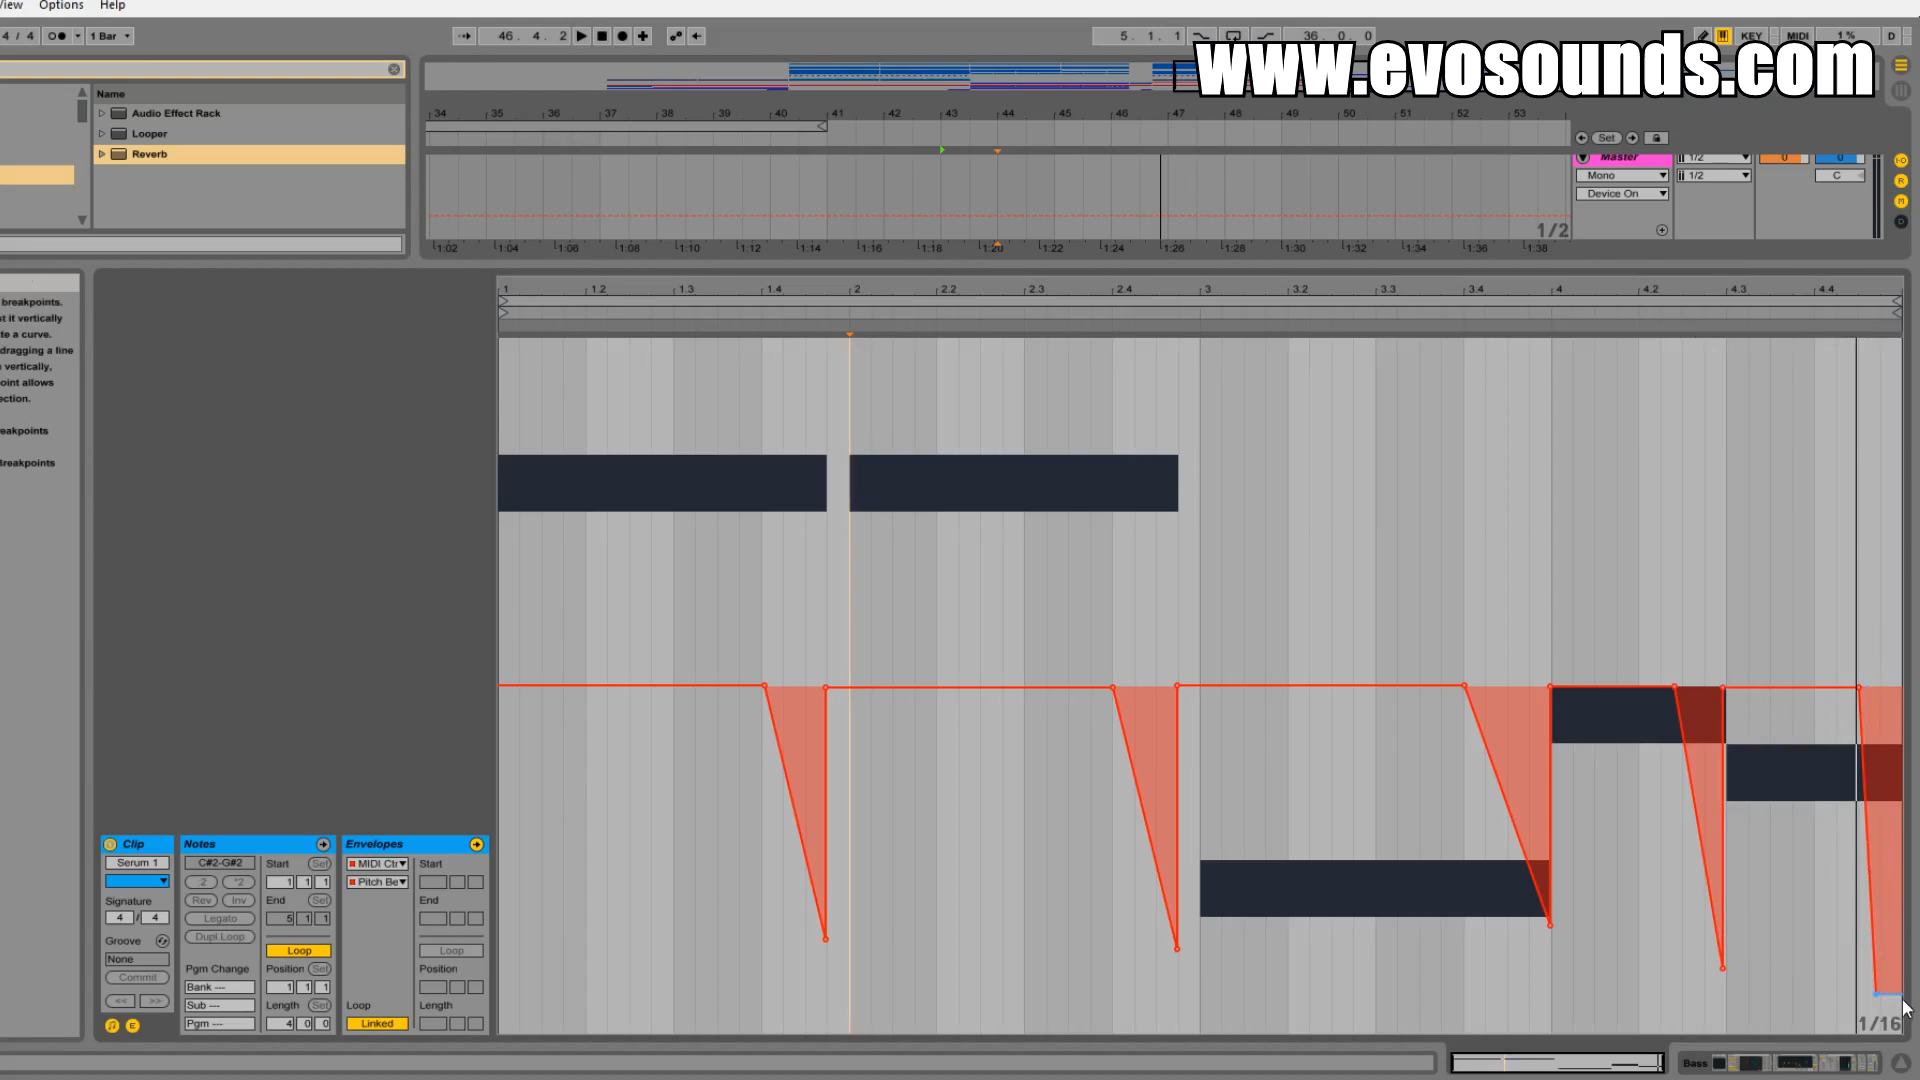 View Options Help
4 / 4 1 Bar 46 . 4 . 2 5 . 1 . 1 36 . 0 . 0 KEY MIDI 1 % D
www.evosounds.com
Name
Audio Effect Rack
Looper
Reverb
34 35 36 37 38 39 40 41 42 43 44 45 46 47 48 49 50 51 52 53
Set
Master 1/2 0 0
Mono 1/2 C
Device On
1/2
1:02 1:04 1:06 1:08 1:10 1:12 1:14 1:16 1:18 1:20 1:22 1:24 1:26 1:28 1:30 1:32 1:34 1:36 1:38
1 1.2 1.3 1.4 2 2.2 2.3 2.4 3 3.2 3.3 3.4 4 4.2 4.3 4.4
breakpoints.
st it vertically
te a curve.
dragging a line
vertically,
oint allows
ection.
eakpoints
Breakpoints
Clip Notes Envelopes
Serum 1 C#2-G#2 Start Set MIDI Ctr Start
:2 *2 1 1 1 Pitch Be
Signature Rev Inv End Set End
4 / 4 Legato 5 1 1
Groove Dupl.Loop Loop Loop
None
Commit Pgm Change Position Set Position
<< >> Bank --- 1 1 1
Sub --- Length Set Loop Length
E Pgm --- 4 0 0 Linked
1/16
Bass